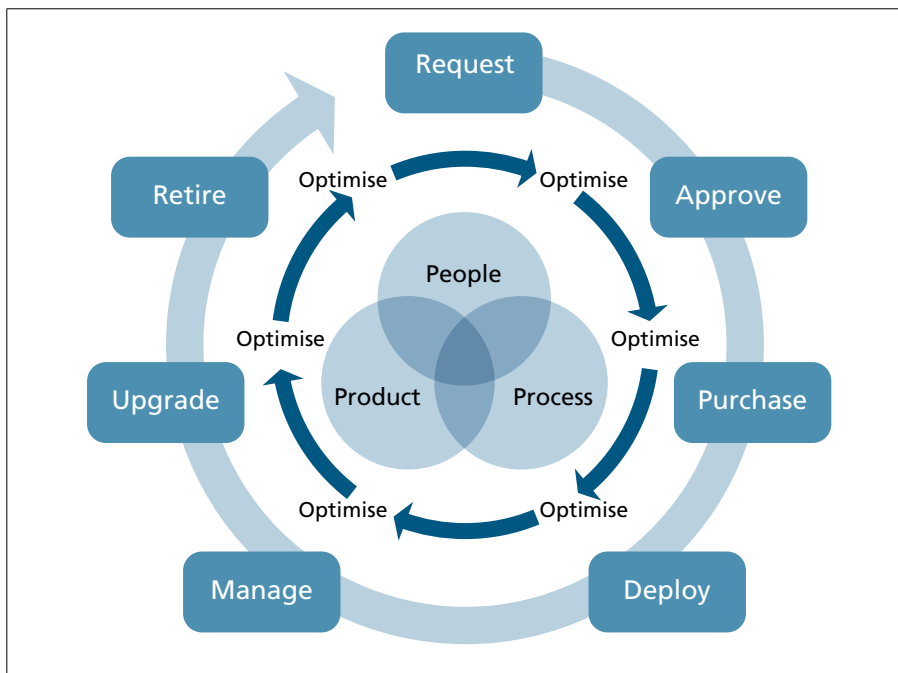 Request
Retire
Optimise
Optimise
Approve
People
Optimise
Optimise
Upgrade
Product
Process
Purchase
Optimise
Optimise
Manage
Deploy